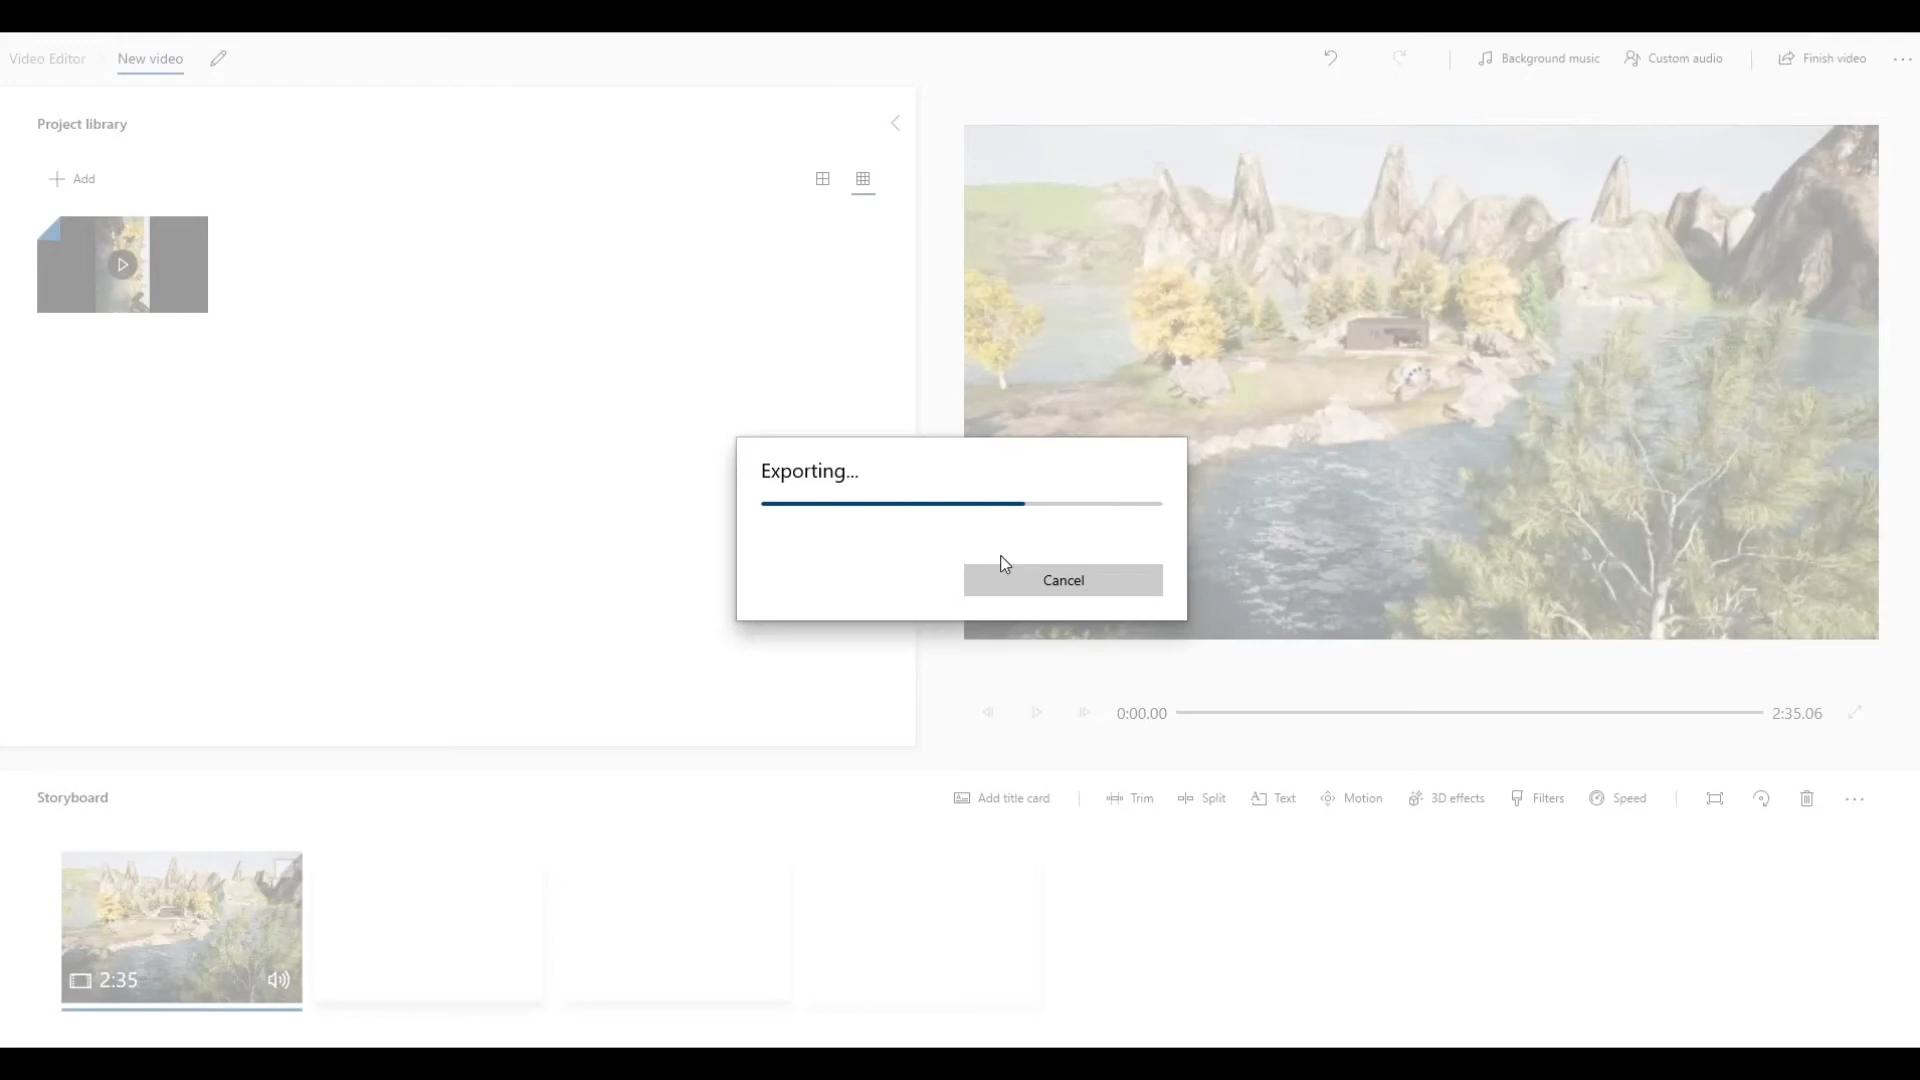 Video Editor New video
Background music Custom audio Finish video
Project library
Add
Exporting...
Cancel
0:00.00 2:35.06
Storyboard
Add title card Trim Split Text Motion 3D effects Filters Speed
2:35